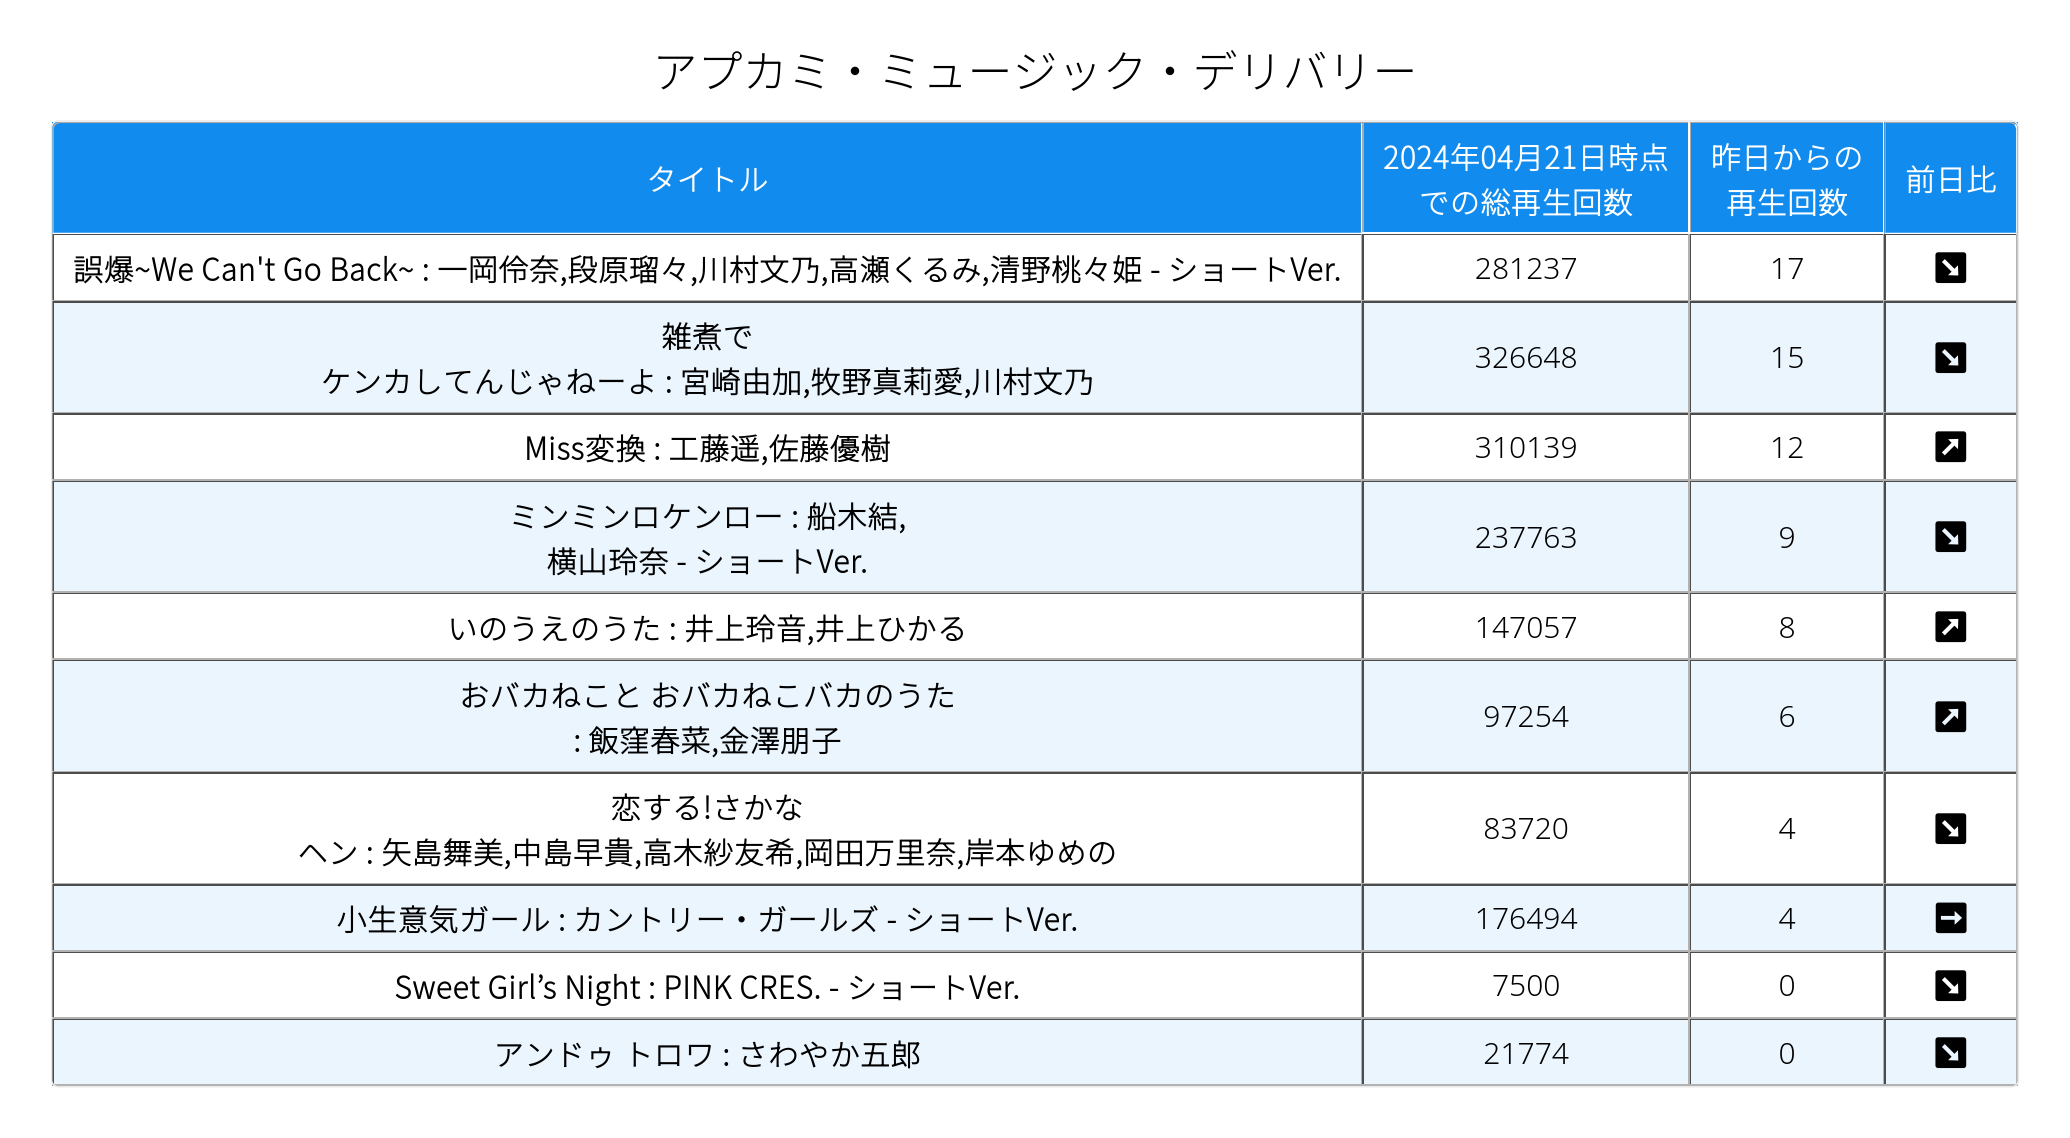 アプカミ・ミュージック・デリバリー
タイトル
2024年04月21日時点
での総再生回数
昨日からの
再生回数
前日比
誤爆~We Can't Go Back~ : 一岡伶奈,段原瑠々,川村文乃,高瀬くるみ,清野桃々姫 - ショートVer.
281237
17
雑煮で
ケンカしてんじゃねーよ : 宮崎由加,牧野真莉愛,川村文乃
326648
15
Miss変換 : 工藤遥,佐藤優樹
310139
12
ミンミンロケンロー : 船木結,
横山玲奈 - ショートVer.
237763
9
いのうえのうた : 井上玲音,井上ひかる
147057
8
おバカねこと おバカねこバカのうた
: 飯窪春菜,金澤朋子
97254
6
恋する!さかな
ヘン : 矢島舞美,中島早貴,高木紗友希,岡田万里奈,岸本ゆめの
83720
4
小生意気ガール : カントリー・ガールズ - ショートVer.
176494
4
Sweet Girl’s Night : PINK CRES. - ショートVer.
7500
0
アンドゥ トロワ : さわやか五郎
21774
0